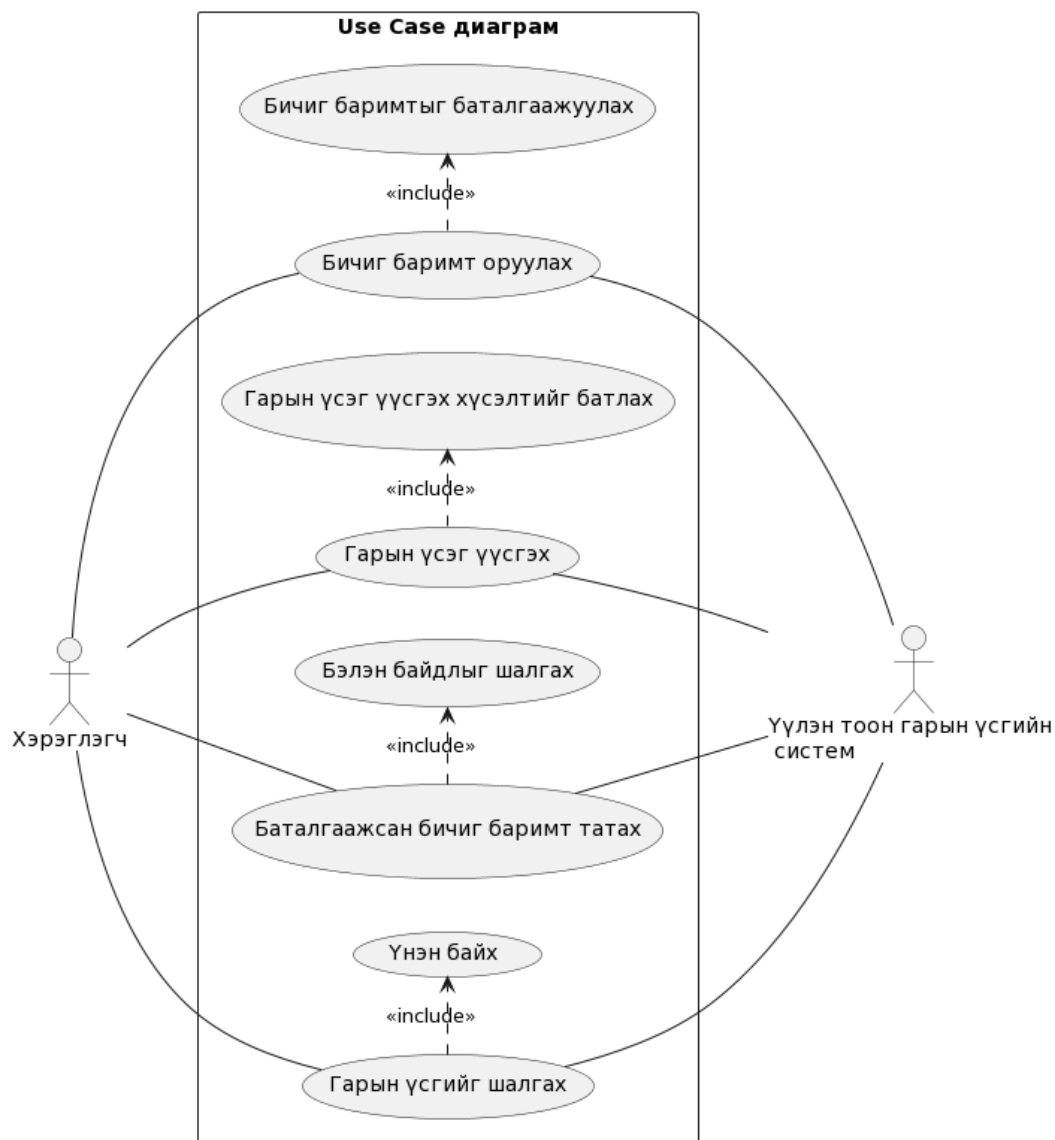 Use Case диаграм
Бичиг баримтыг баталгаажуулах
«include»
Бичиг баримт оруулах
Гарын үсэг үүсгэх хүсэлтийг батлах
«include»
Гарын үсэг үүсгэх
Бэлэн байдлыг шалгах
Хэрэглэгч
«include»
Үүлэн тоон гарын үсгийн
систем
Баталгаажсан бичиг баримт татах
Үнэн байх
«include»
Гарын үсгийг шалгах